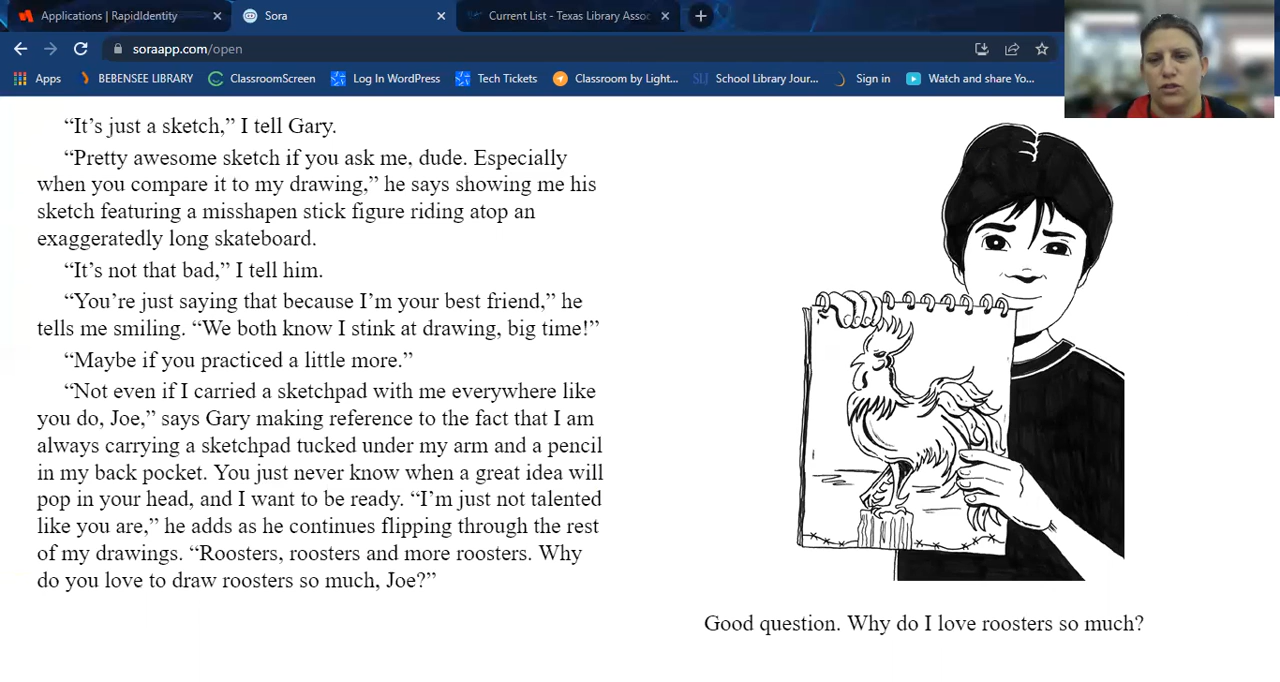 Applications | RapidIdentity
Sora
Current List - Texas Library Assoc
soraapp.com/open
Apps
BEBENSEE LIBRARY
ClassroomScreen
Log In WordPress
Tech Tickets
Classroom by Light...
SLJ
School Library Jour...
Sign in
Watch and share Yo...
“It’s just a sketch,” I tell Gary.
“Pretty awesome sketch if you ask me, dude. Especially
when you compare it to my drawing,” he says showing me his
sketch featuring a misshapen stick figure riding atop an
exaggeratedly long skateboard.
“It’s not that bad,” I tell him.
“You’re just saying that because I’m your best friend,” he
tells me smiling. “We both know I stink at drawing, big time!”
“Maybe if you practiced a little more.”
“Not even if I carried a sketchpad with me everywhere like
you do, Joe,” says Gary making reference to the fact that I am
always carrying a sketchpad tucked under my arm and a pencil
in my back pocket. You just never know when a great idea will
pop in your head, and I want to be ready. “I’m just not talented
like you are,” he adds as he continues flipping through the rest
of my drawings. “Roosters, roosters and more roosters. Why
do you love to draw roosters so much, Joe?”
Good question. Why do I love roosters so much?